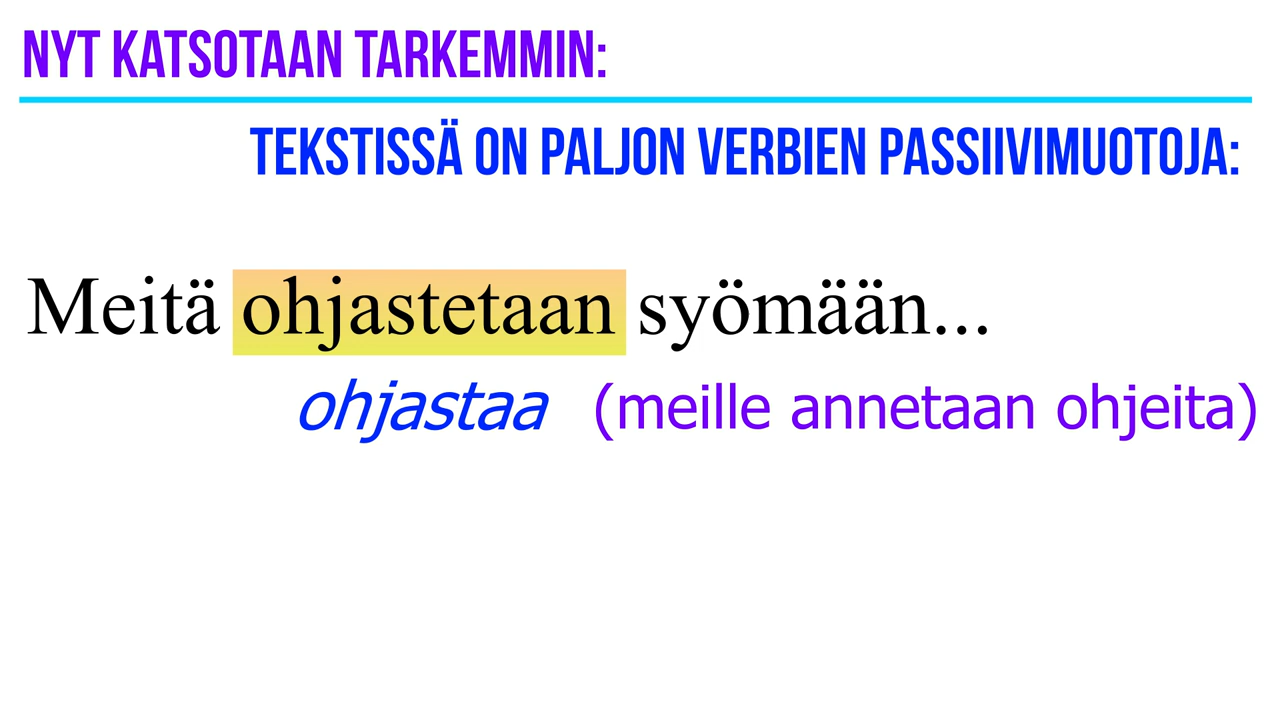 NYT KATSOTAAN TARKEMMIN:
TEKSTISSÄ ON PALJON VERBIEN PASSIIVIMUOTOJA:
Meitä ohjastetaan syömään...
ohjastaa (meille annetaan ohjeita)